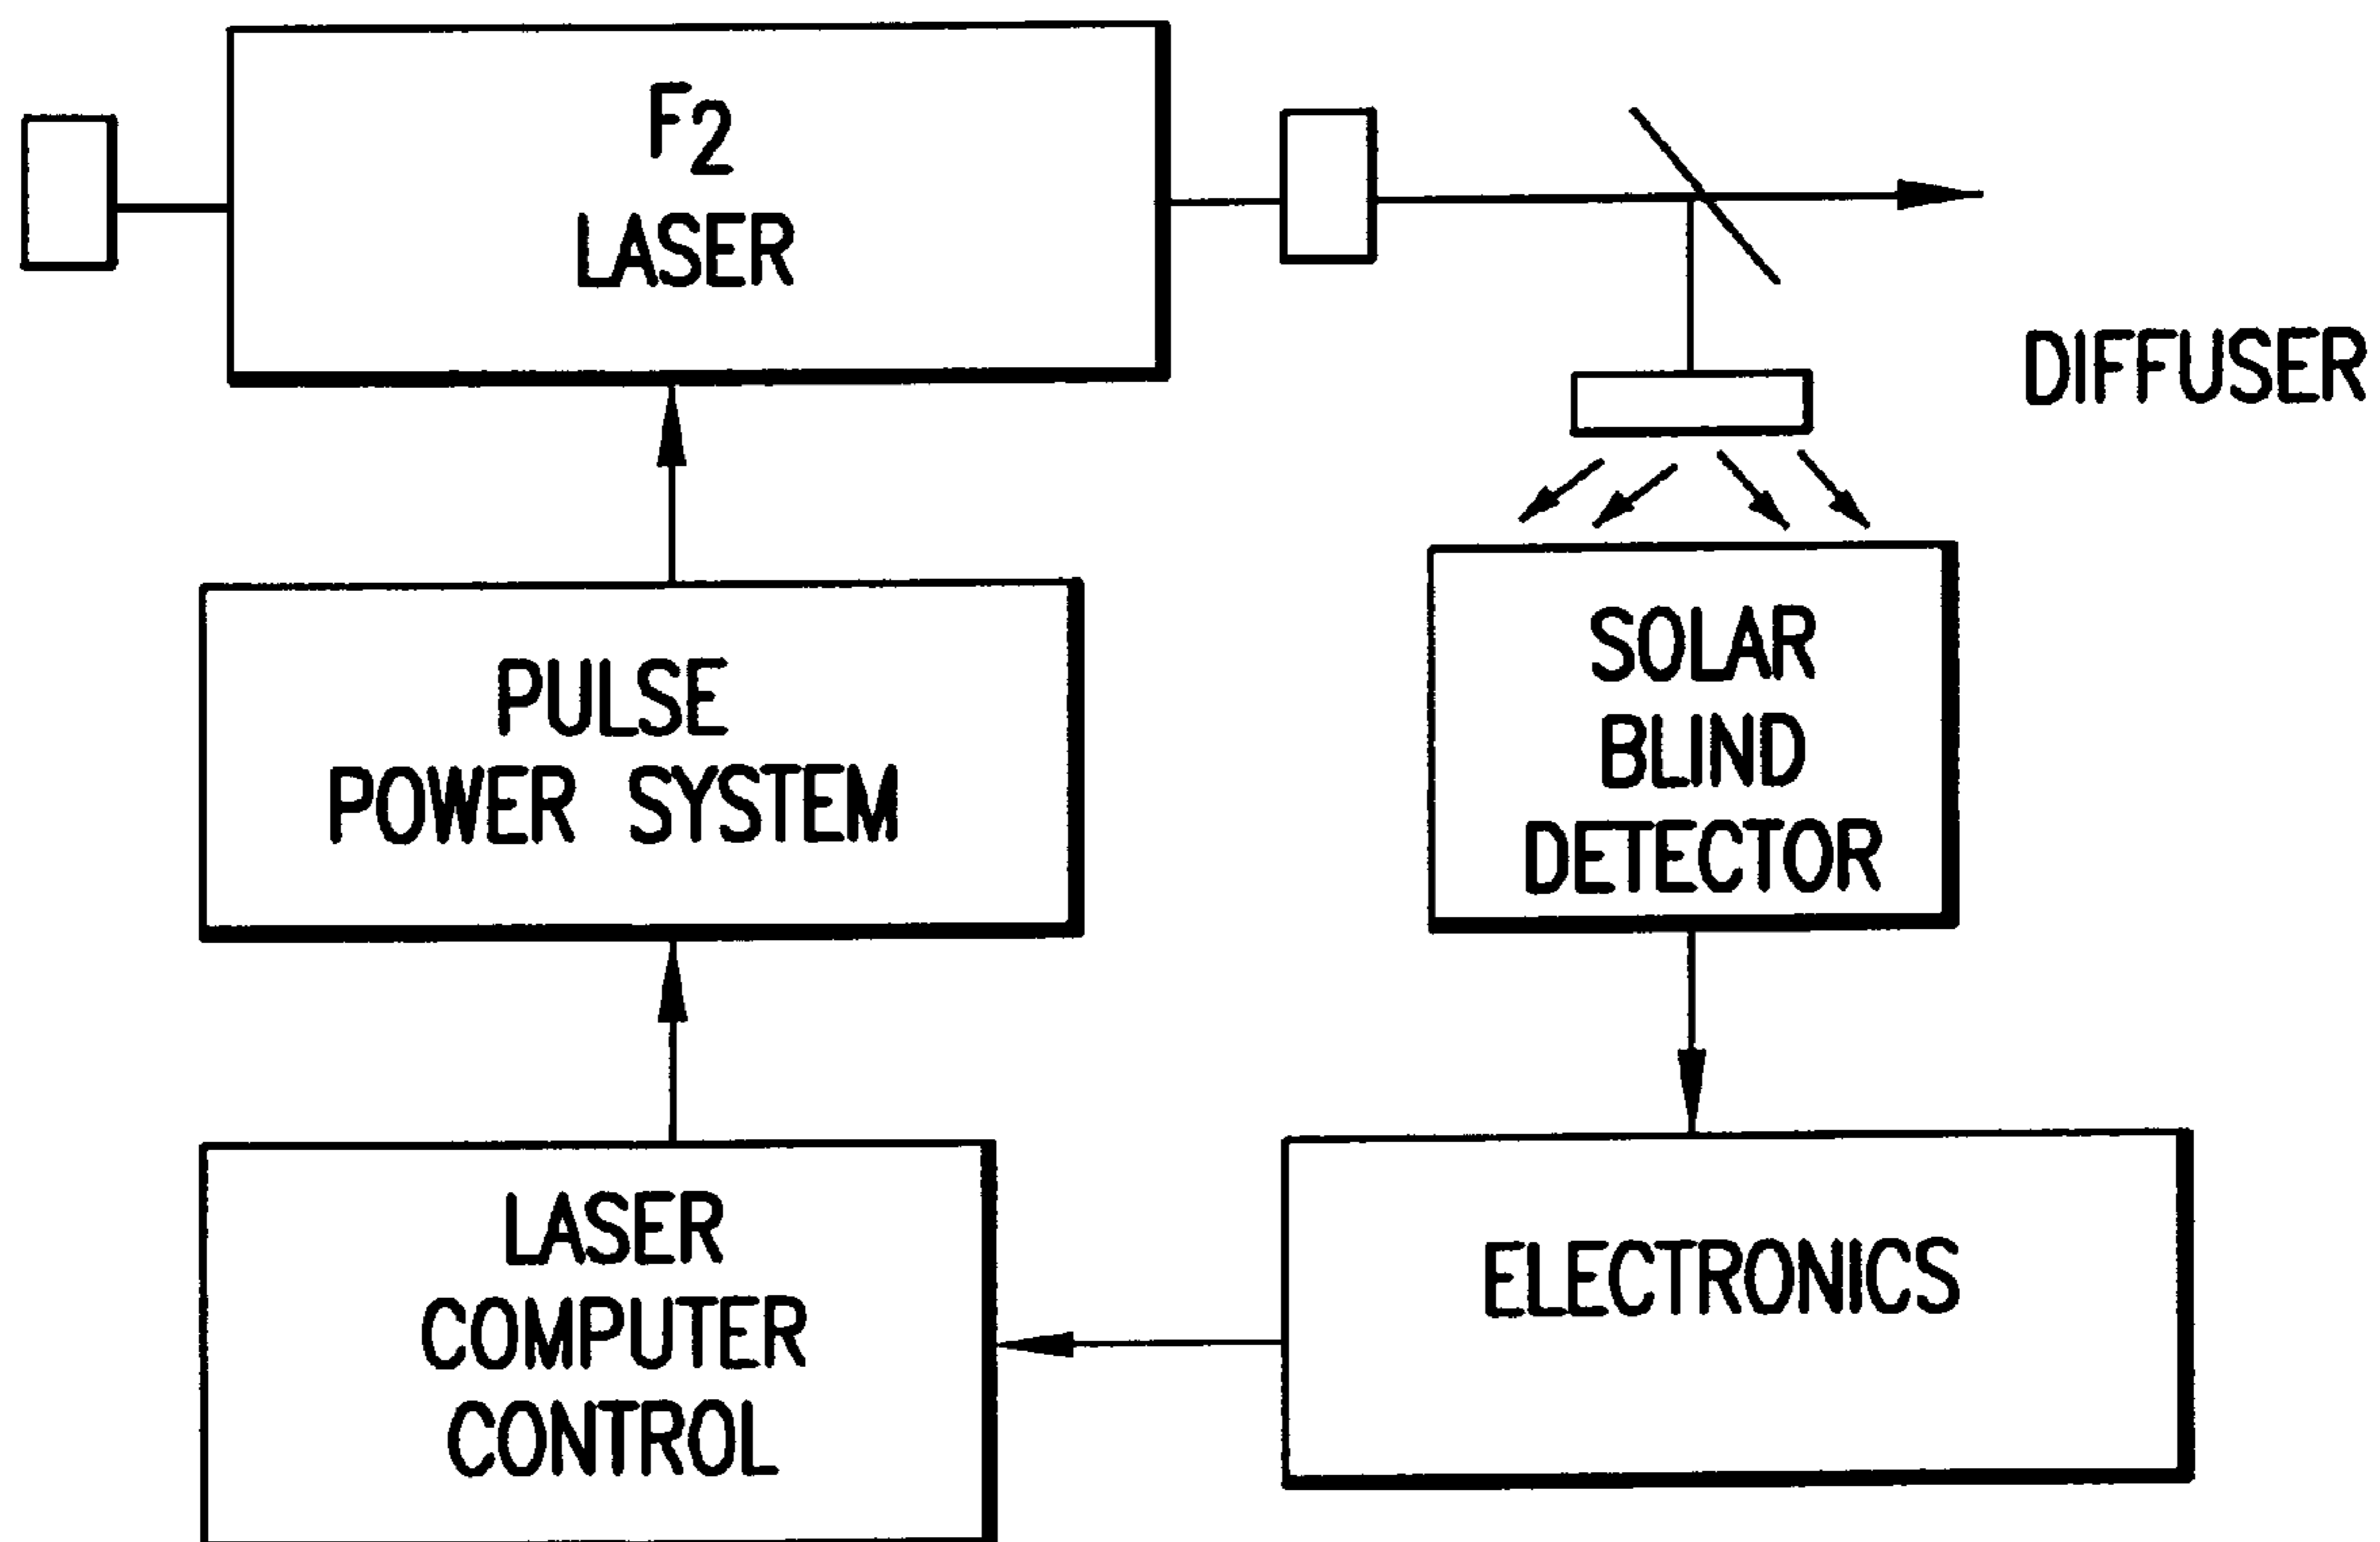 F2
LASER
DIFFUSER
PULSE
POWER SYSTEM
SOLAR
BLIND
DETECTOR
LASER
COMPUTER
CONTROL
ELECTRONICS